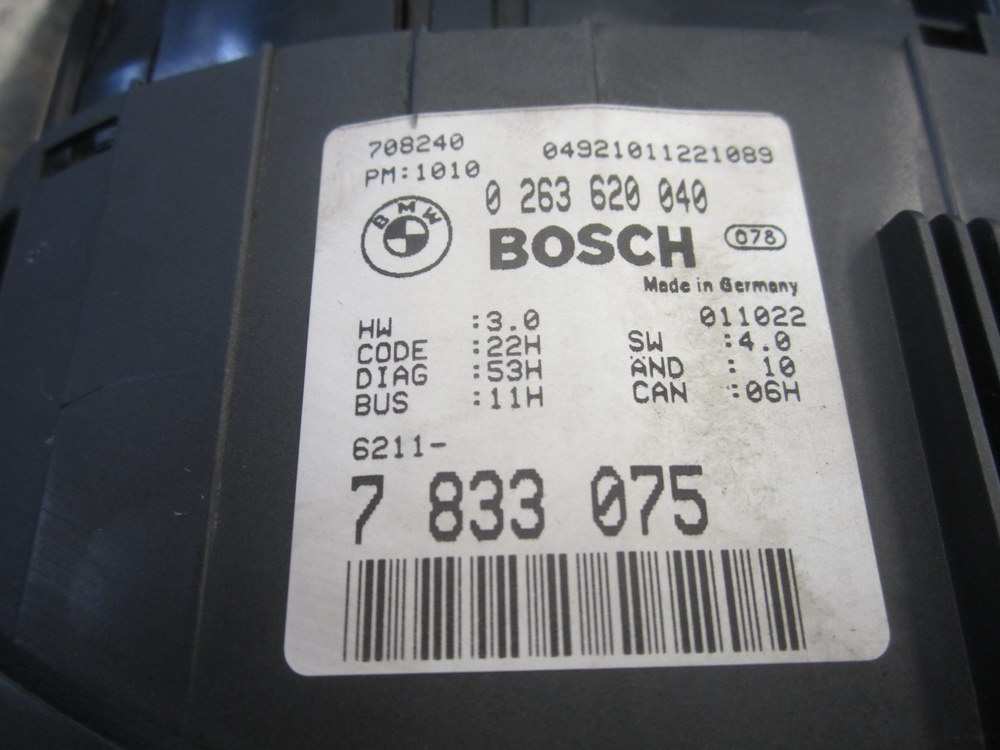 708240 04921011221089
PM:1010
0 263 620 040
BMW
BOSCH 078
Made in Germany
011022
HW :3.0 SW :4.0
CODE :22H ÄND : 10
DIAG :53H CAN :06H
BUS :11H
6211-
7 833 075